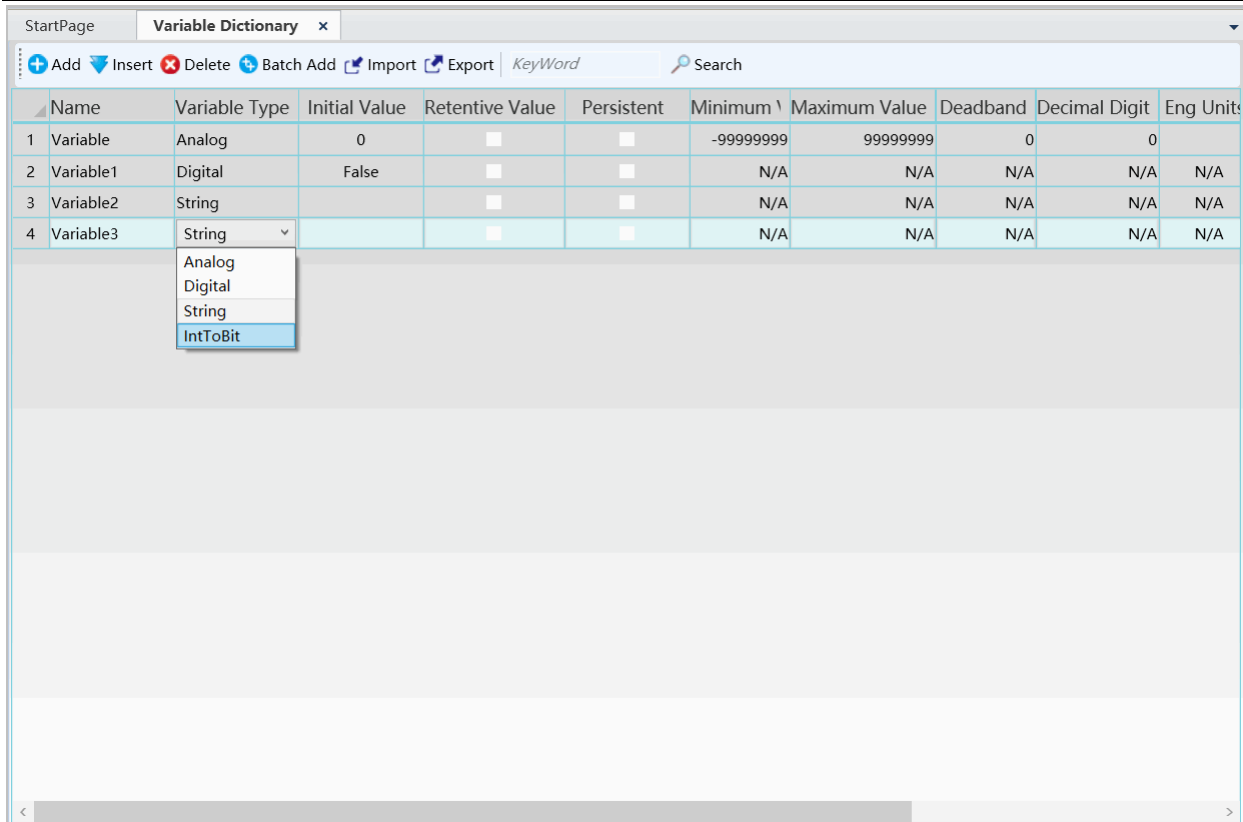 StartPage Variable Dictionary x
Add Insert Delete Batch Add Import Export KeyWord Search
Name Variable Type Initial Value Retentive Value Persistent Minimum V Maximum Value Deadband Decimal Digit Eng Units
1 Variable Analog 0 -99999999 99999999 0 0
2 Variable1 Digital False N/A N/A N/A N/A N/A
3 Variable2 String N/A N/A N/A N/A N/A
4 Variable3 String N/A N/A N/A N/A N/A
Analog
Digital
String
IntToBit